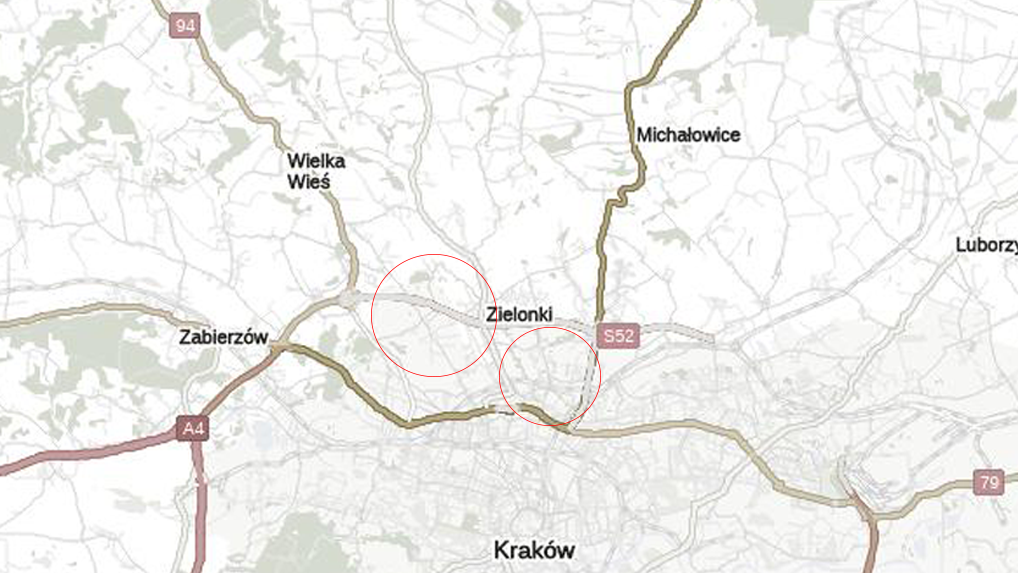 94
Michałowice
Wielka
Wieś
Luborzy
Zielonki
Zabierzów
S52
A4
79
Kraków